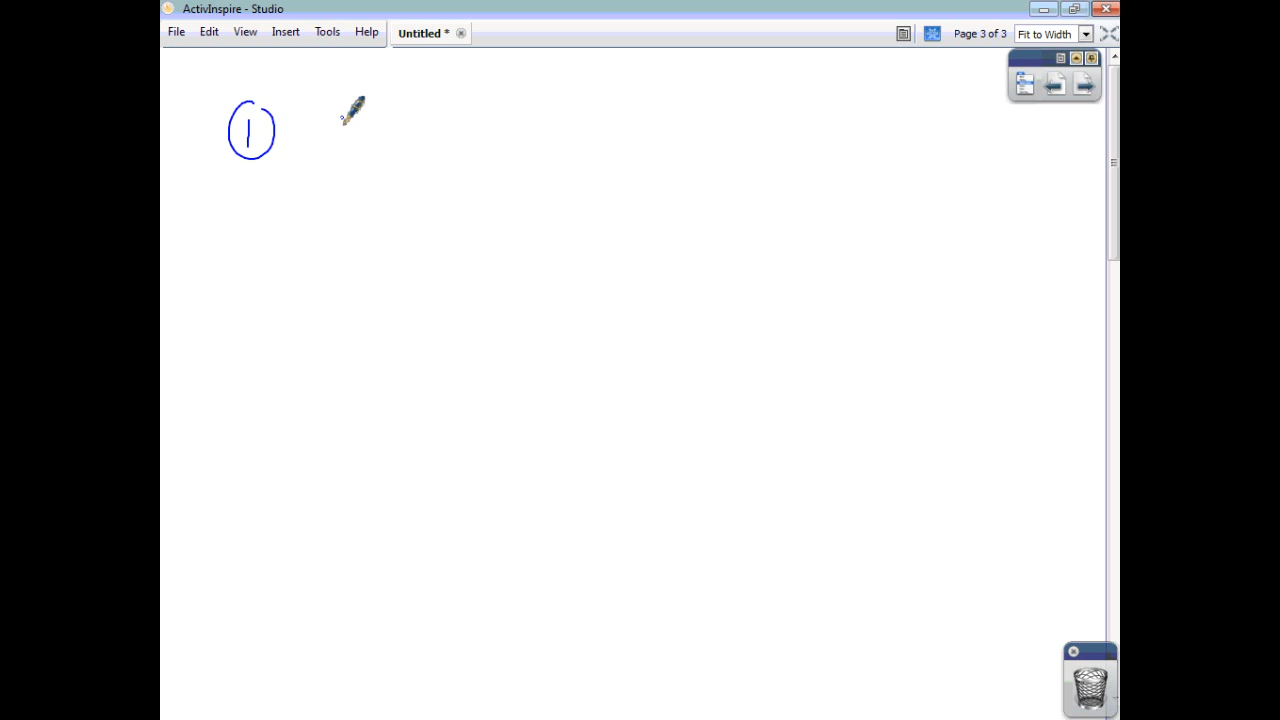 ActivInspire - Studio
File Edit View Insert Tools Help
Untitled *
Page 3 of 3
Fit to Width
1